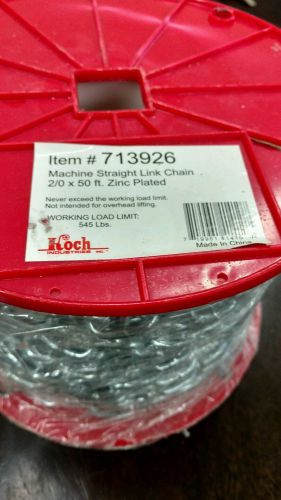 Item # 713926
Machine Straight Link Chain
2/0 x 50 ft. Zinc Plated
Never exceed the working load limit.
Not intended for overhead lifting.
WORKING LOAD LIMIT:
545 Lbs.
Koch
INDUSTRIES INC.
Made in China